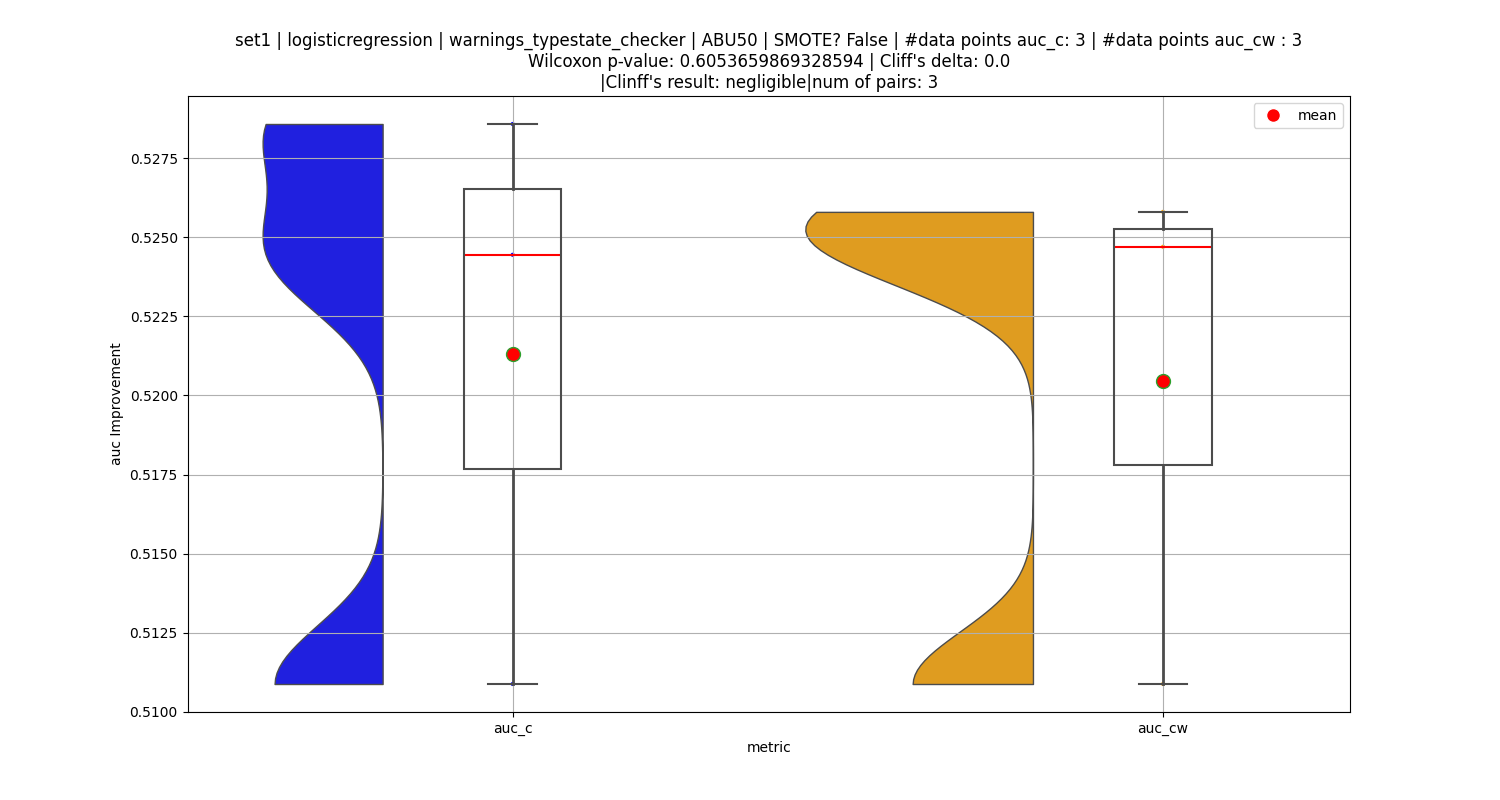 set1 | logisticregression | warnings_typestate_checker | ABU50 | SMOTE? False | #data points auc_c: 3 | #data points auc_cw : 3
Wilcoxon p-value: 0.6053659869328594 | Cliff's delta: 0.0
|Clinff's result: negligible|num of pairs: 3
mean
0.5275
0.5250
0.5225
0.5200
0.5175
0.5150
0.5125
0.5100
auc Improvement
auc_c
auc_cw
metric